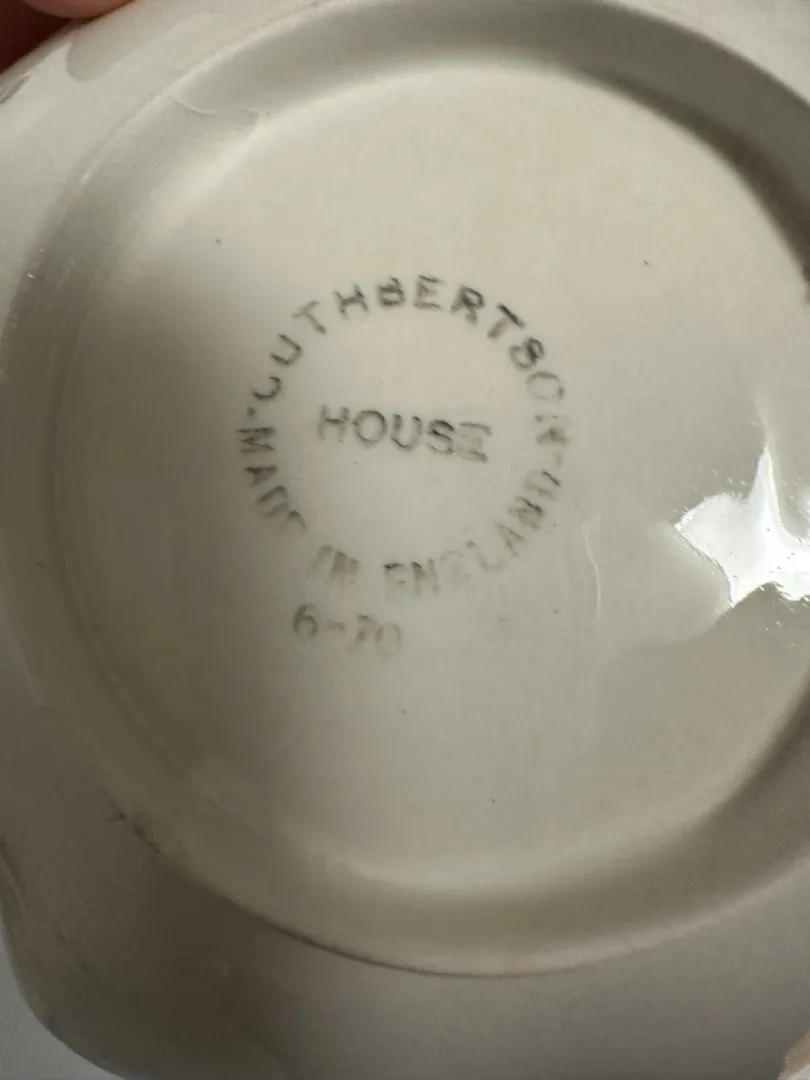 CUTHBERTSON
HOUSE
-MADE IN ENGLAND-
6-70